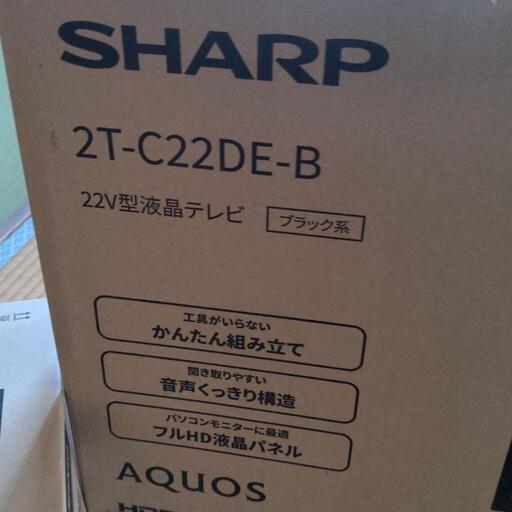 SHARP
2T-C22DE-B
22V型液晶テレビ ブラック系
工具がいらない
かんたん組み立て
聞き取りやすい
音声くっきり構造
パソコンモニターに最適
フルHD液晶パネル
AQUOS